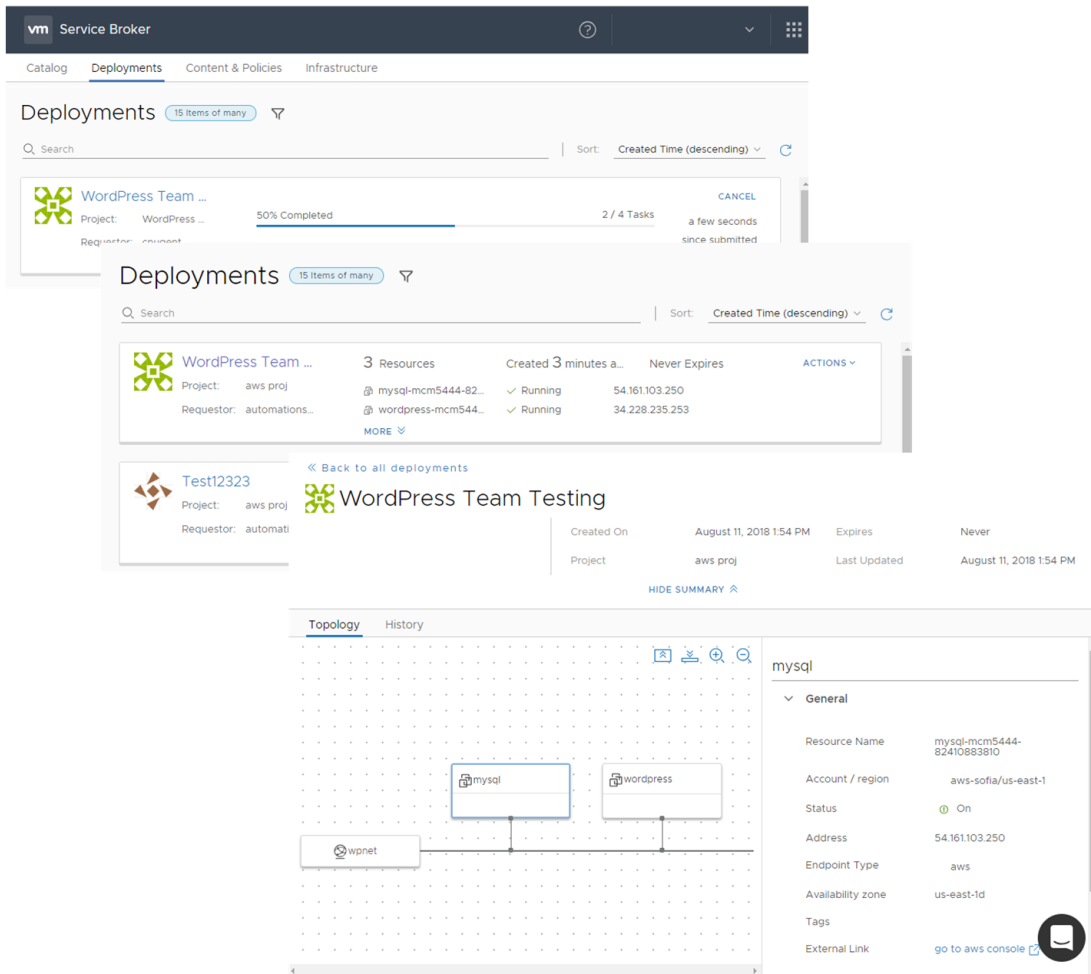 vm Service Broker
Catalog Deployments Content & Policies Infrastructure
Deployments 15 Items of many
Search Sort: Created Time (descending)
WordPress Team ... CANCEL
50% Completed 2 / 4 Tasks
Project: WordPress ... a few seconds
since submitted
Deployments 15 Items of many
Search Sort: Created Time (descending)
WordPress Team ... 3 Resources Created 3 minutes a... Never Expires ACTIONS
Project: aws proj mysql-mcm5444-82... Running 54.161.103.250
Requestor: automations... wordpress-mcm544... Running 34.228.235.253
MORE
Test12323
Project: aws proj
Requestor: automati
Back to all deployments
WordPress Team Testing
Created On August 11, 2018 1:54 PM Expires Never
Project aws proj Last Updated August 11, 2018 1:54 PM
HIDE SUMMARY
Topology History
mysql
General
Resource Name mysql-mcm5444-
82410883810
Account / region aws-sofia/us-east-1
Status On
Address 54.161.103.250
Endpoint Type aws
Availability zone us-east-1d
Tags
External Link go to aws console
mysql wordpress
wpnet